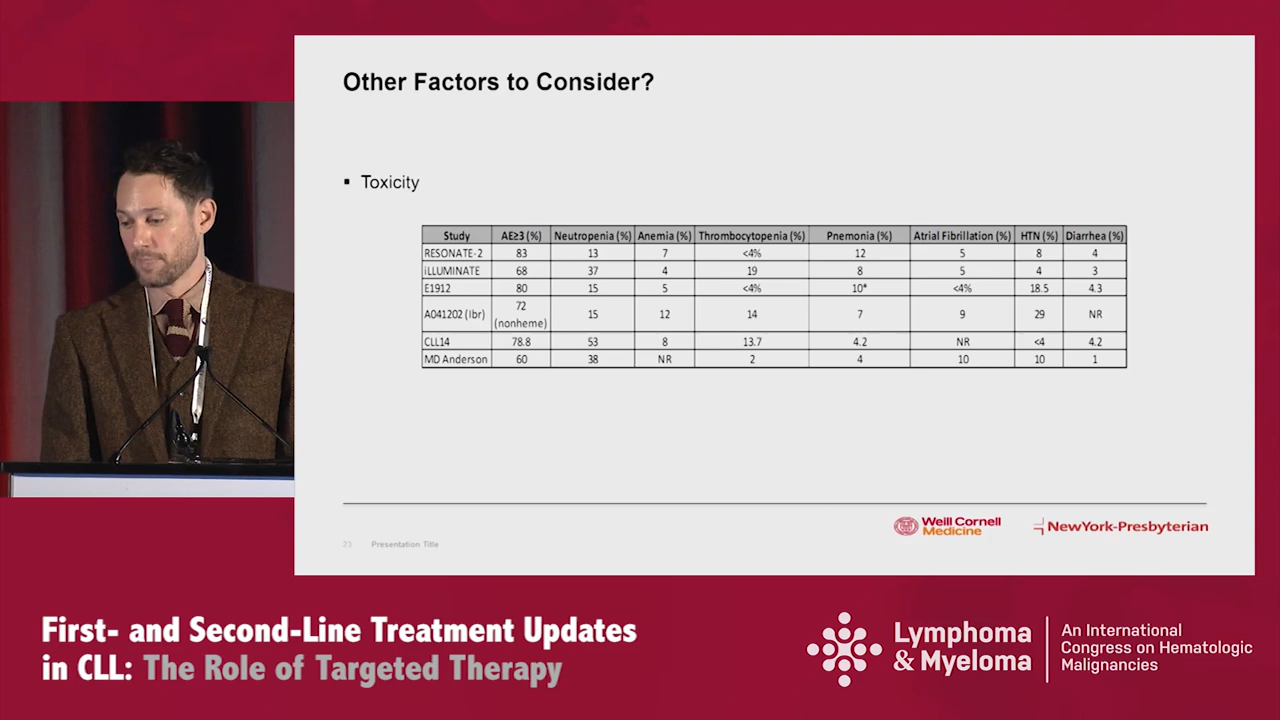 Other Factors to Consider?
▪ Toxicity
Study AE≥3 (%) Neutropenia (%) Anemia (%) Thrombocytopenia (%) Pnemonia (%) Atrial Fibrillation (%) HTN (%) Diarrhea (%)
RESONATE-2 83 13 7 <4% 12 5 8 4
iLLUMINATE 68 37 4 19 8 5 4 3
E1912 80 15 5 <4% 10* <4% 18.5 4.3
A041202 (Ibr) 72 (nonheme) 15 12 14 7 9 29 NR
CLL14 78.8 53 8 13.7 4.2 NR <4 4.2
MD Anderson 60 38 NR 2 4 10 10 1
Weill Cornell
Medicine
NewYork-Presbyterian
23 Presentation Title
First- and Second-Line Treatment Updates
in CLL: The Role of Targeted Therapy
Lymphoma
& Myeloma
An International
Congress on Hematologic
Malignancies